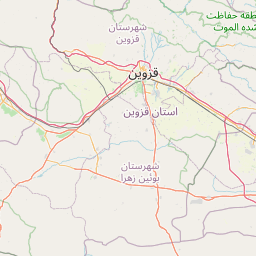 منطقه حفاظت
شده الموت
شهرستان
قزوین
قزوین
استان قزوین
شهرستان
بوئین زهرا